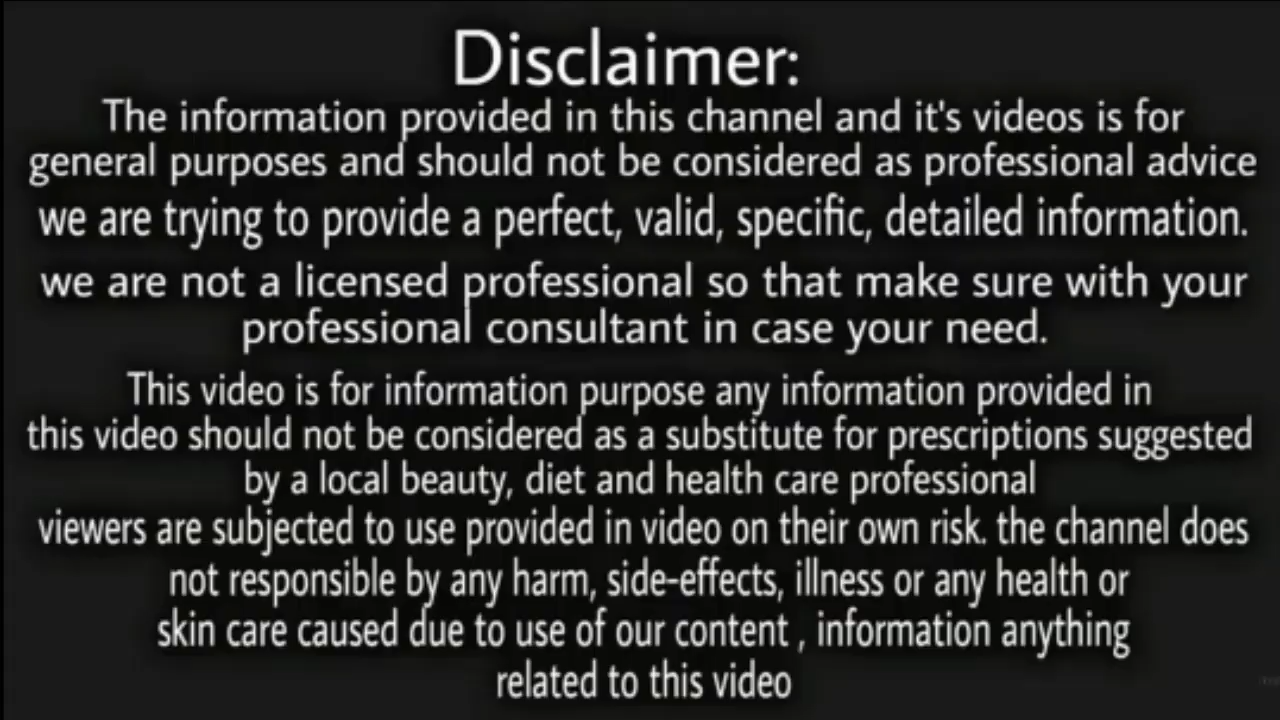 Disclaimer:
The information provided in this channel and it's videos is for
general purposes and should not be considered as professional advice
we are trying to provide a perfect, valid, specific, detailed information.
we are not a licensed professional so that make sure with your
professional consultant in case your need.
This video is for information purpose any information provided in
this video should not be considered as a substitute for prescriptions suggested
by a local beauty, diet and health care professional
viewers are subjected to use provided in video on their own risk. the channel does
not responsible by any harm, side-effects, illness or any health or
skin care caused due to use of our content , information anything
related to this video